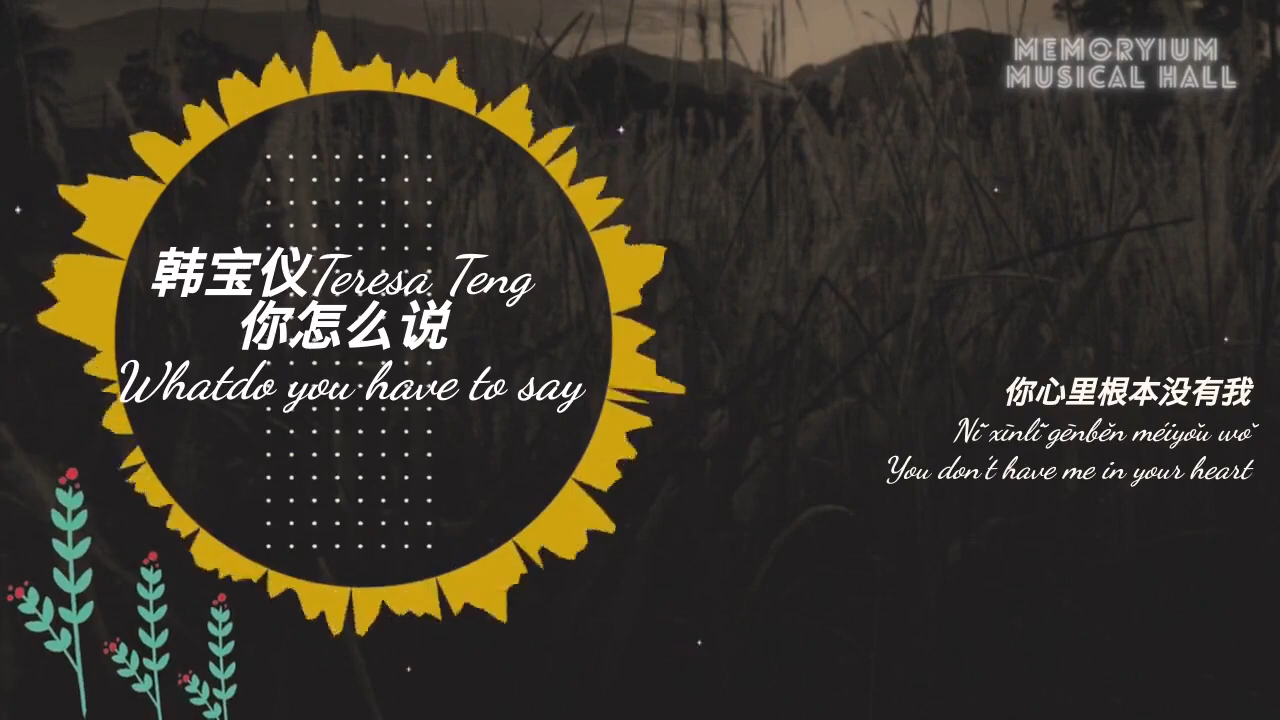 MEMORYIUM
MUSICAL HALL
韩宝仪Teresa Teng
你怎么说
Whatdo you have to say
你心里根本没有我
Nǐ xīnlǐ gēnběn méiyǒu wǒ
You don't have me in your heart